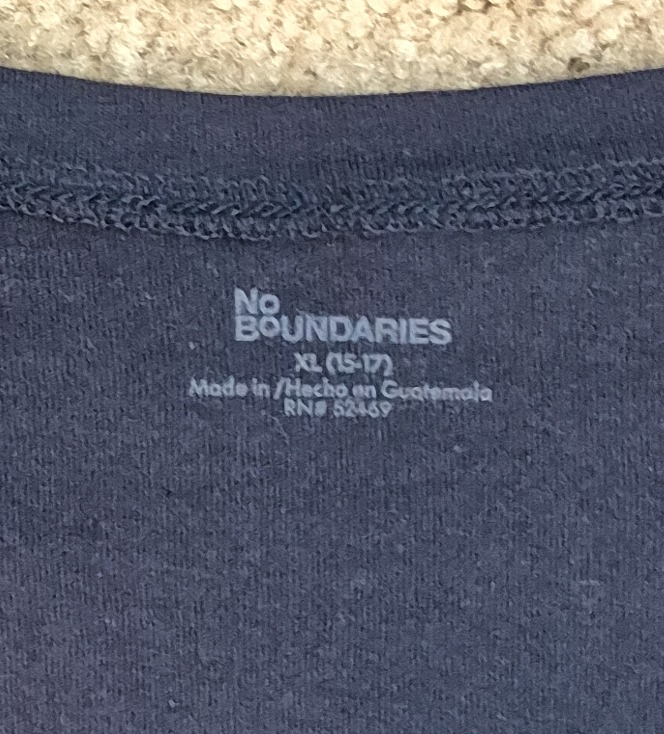 No
BOUNDARIES
XL (15-17)
Made in /Hecho en Guatemala
RN# 52469